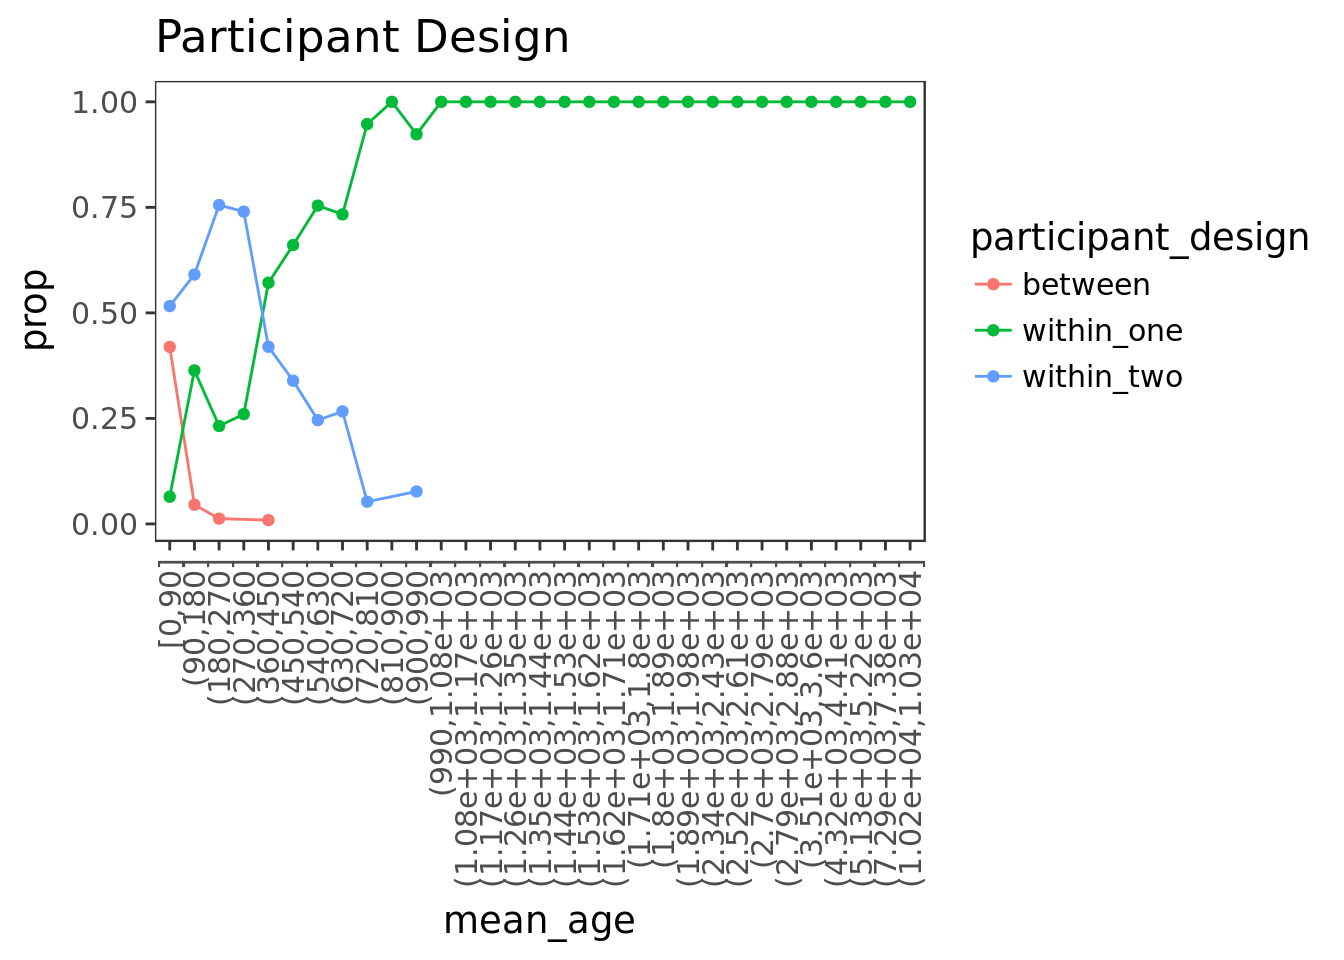 Participant Design
1.00
0.75
0.50
0.25
0.00
prop
[0,90]
(90,180]
(180,270]
(270,360]
(360,450]
(450,540]
(540,630]
(630,720]
(720,810]
(810,900]
(900,990]
(990,1.08e+03]
(1.08e+03,1.17e+03]
(1.17e+03,1.26e+03]
(1.26e+03,1.35e+03]
(1.35e+03,1.44e+03]
(1.44e+03,1.53e+03]
(1.53e+03,1.62e+03]
(1.62e+03,1.71e+03]
(1.71e+03,1.8e+03]
(1.8e+03,1.89e+03]
(1.89e+03,1.98e+03]
(2.34e+03,2.43e+03]
(2.52e+03,2.61e+03]
(2.7e+03,2.79e+03]
(2.79e+03,2.88e+03]
(3.51e+03,3.6e+03]
(4.32e+03,4.41e+03]
(5.13e+03,5.22e+03]
(7.29e+03,7.38e+03]
(1.02e+04,1.03e+04]
mean_age
participant_design
between
within_one
within_two